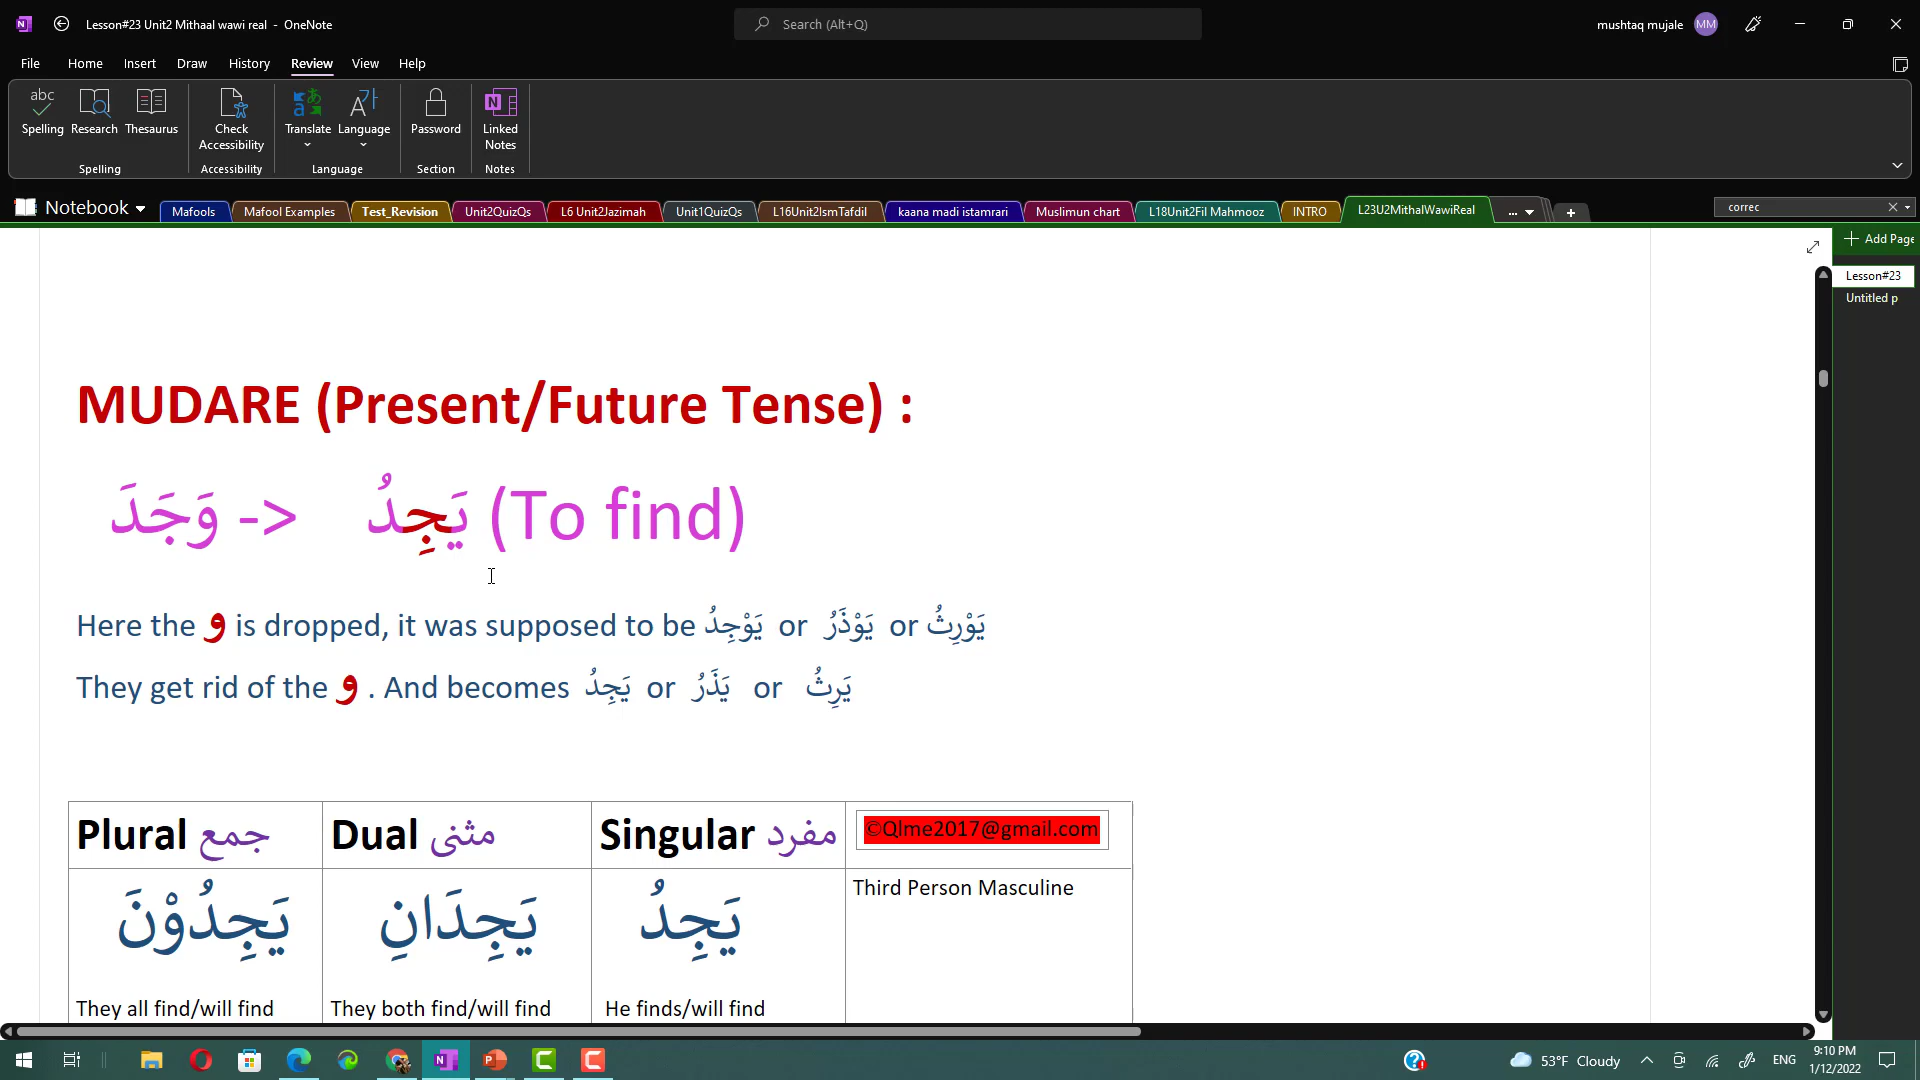 Lesson#23 Unit2 Mithaal wawi real - OneNote
Search (Alt+Q)
mushtaq mujale MM
File Home Insert Draw History Review View Help
abc
Spelling Research Thesaurus
Check Accessibility
Translate Language
Password
Linked Notes
Spelling Accessibility Language Section Notes
Notebook
Mafools Mafool Examples Test_Revision Unit2QuizQs L6 Unit2Jazimah Unit1QuizQs L16Unit2IsmTafdil kaana madi istamrari Muslimun chart L18Unit2Fil Mahmooz INTRO L23U2MithalWawiReal ... +
correc
Add Page
Lesson#23
Untitled p
MUDARE (Present/Future Tense) :
وَجَدَ -> يَجِدُ (To find)
Here the و is dropped, it was supposed to be يَوْجِدُ or يَوْذَرُ or يَوْرِثُ
They get rid of the و . And becomes يَجِدُ or يَذَرُ or يَرِثُ
Plural جمع Dual مثنى Singular مفرد ©Qlme2017@gmail.com
يَجِدُوْنَ يَجِدَانِ يَجِدُ Third Person Masculine
They all find/will find They both find/will find He finds/will find
53°F Cloudy
ENG
9:10 PM
1/12/2022